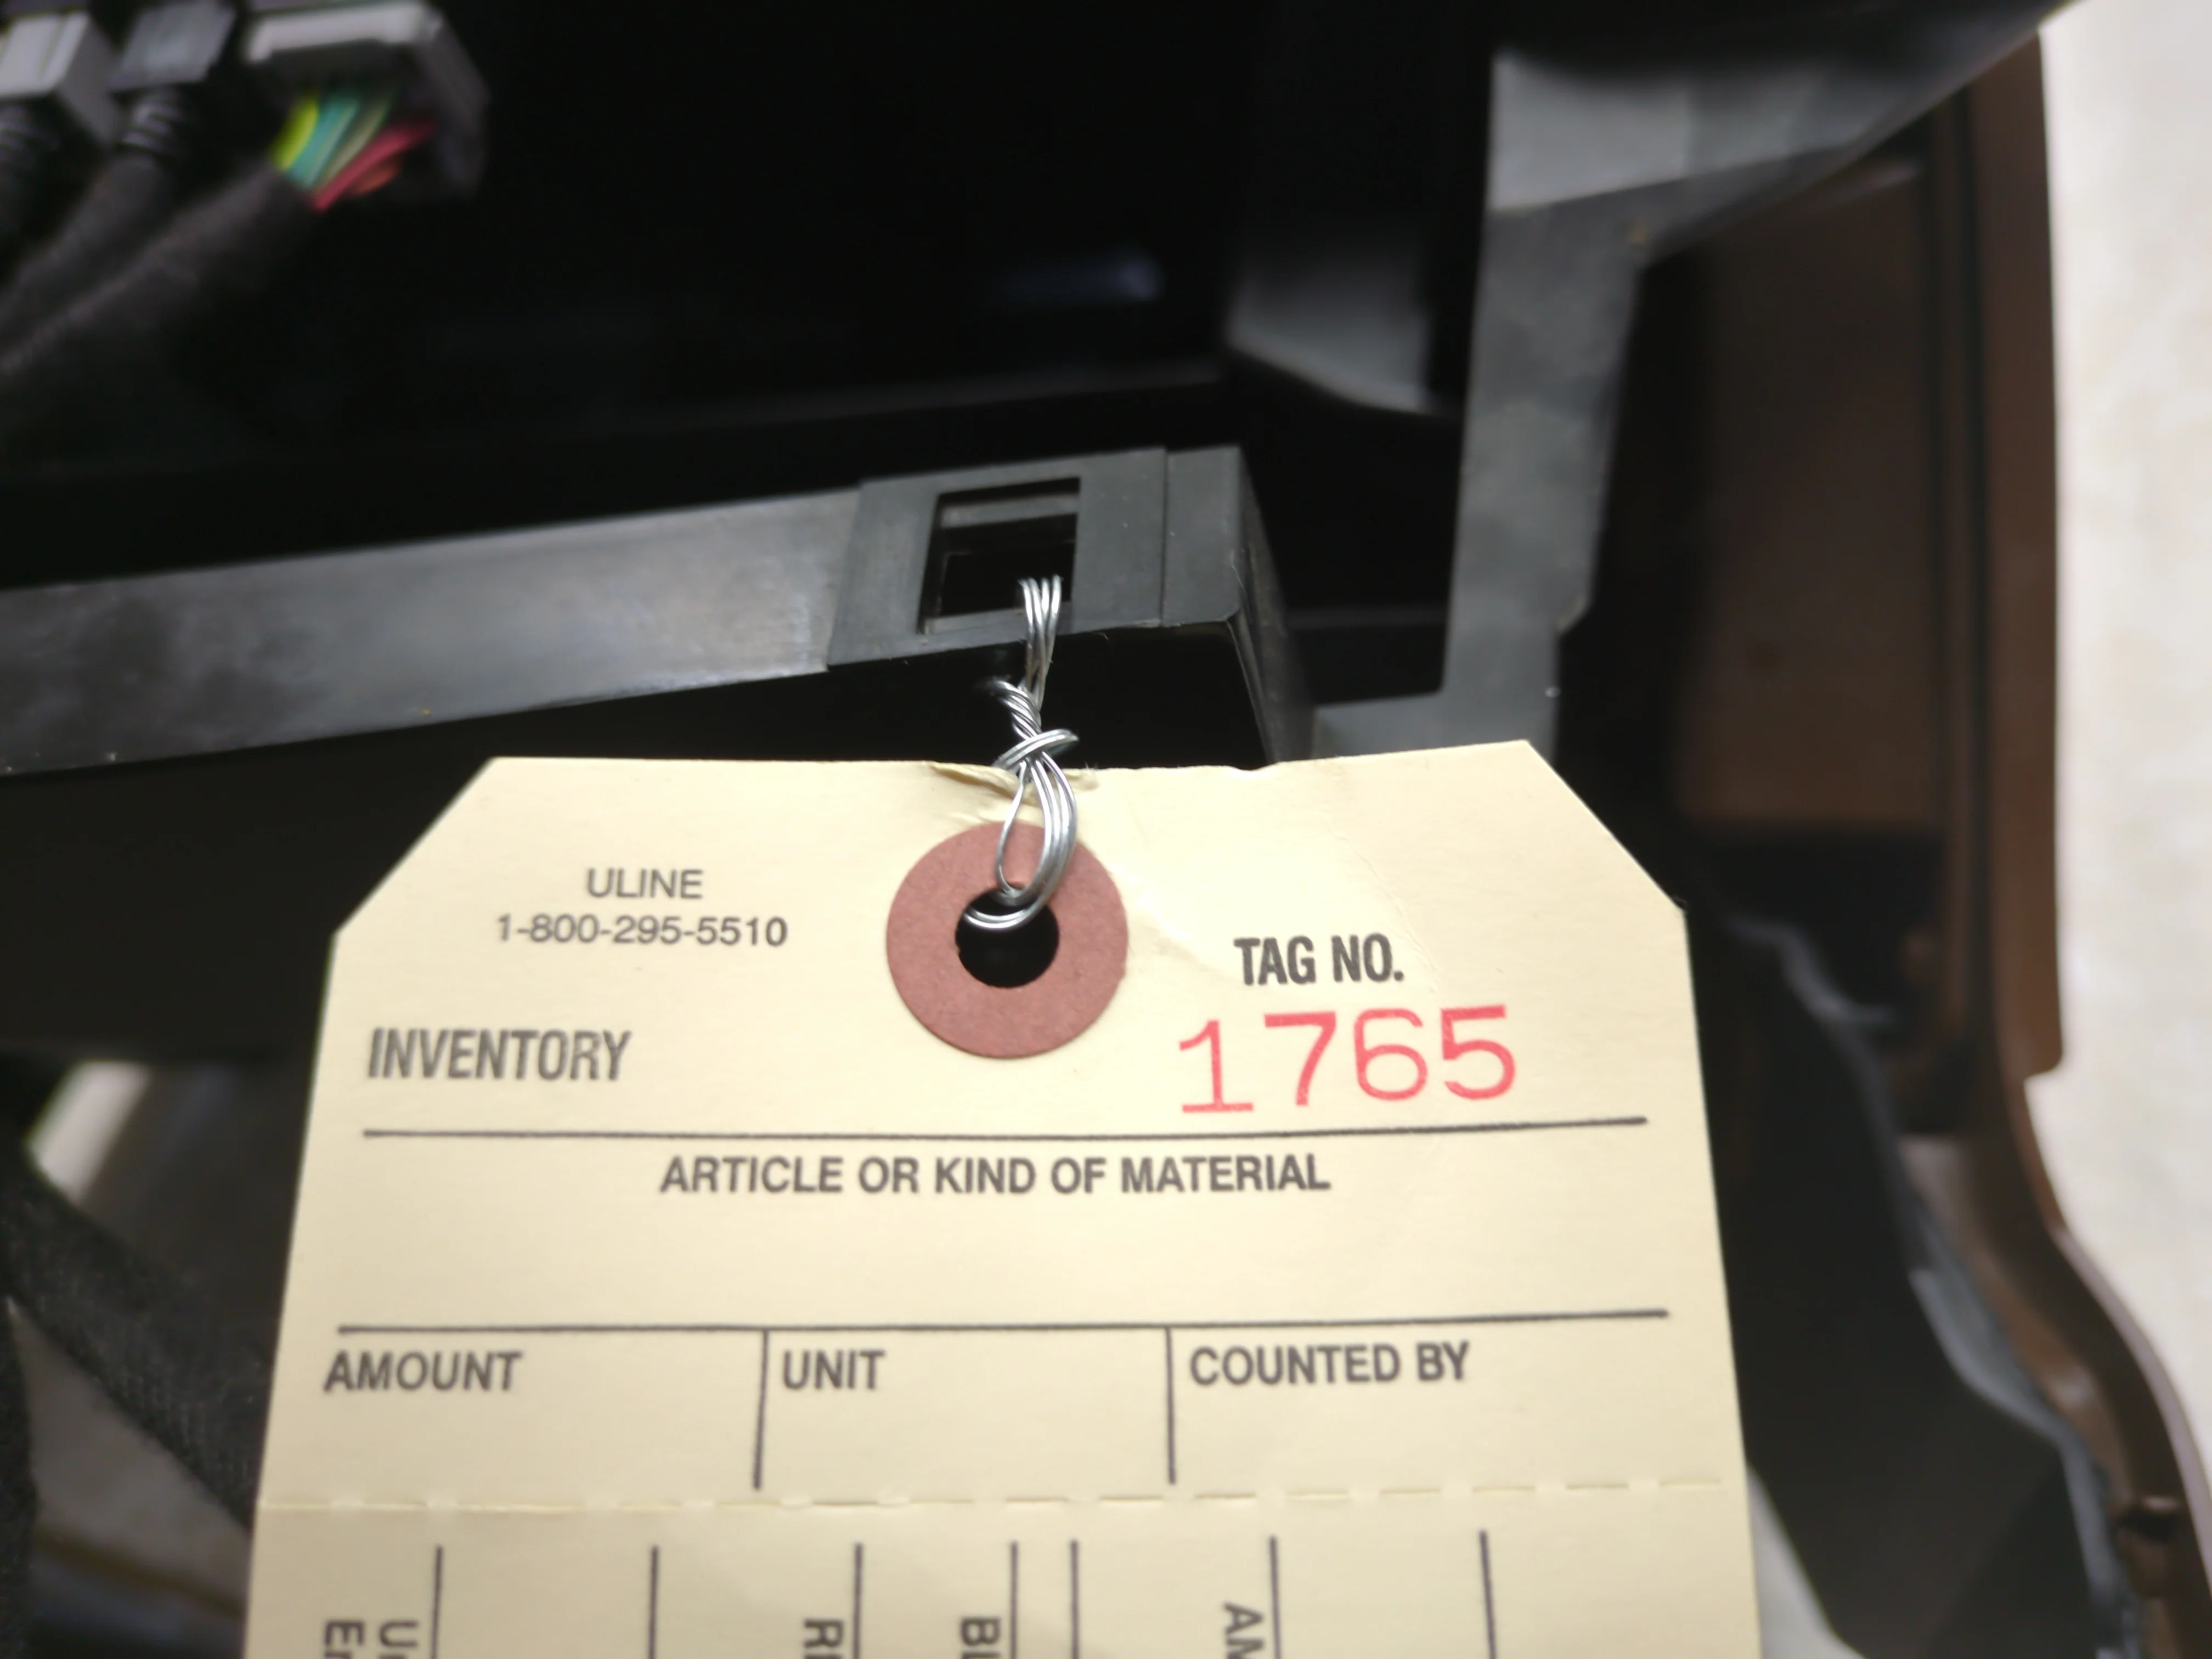 ULINE
1-800-295-5510
TAG NO.
1765
INVENTORY
ARTICLE OR KIND OF MATERIAL
AMOUNT
UNIT
COUNTED BY